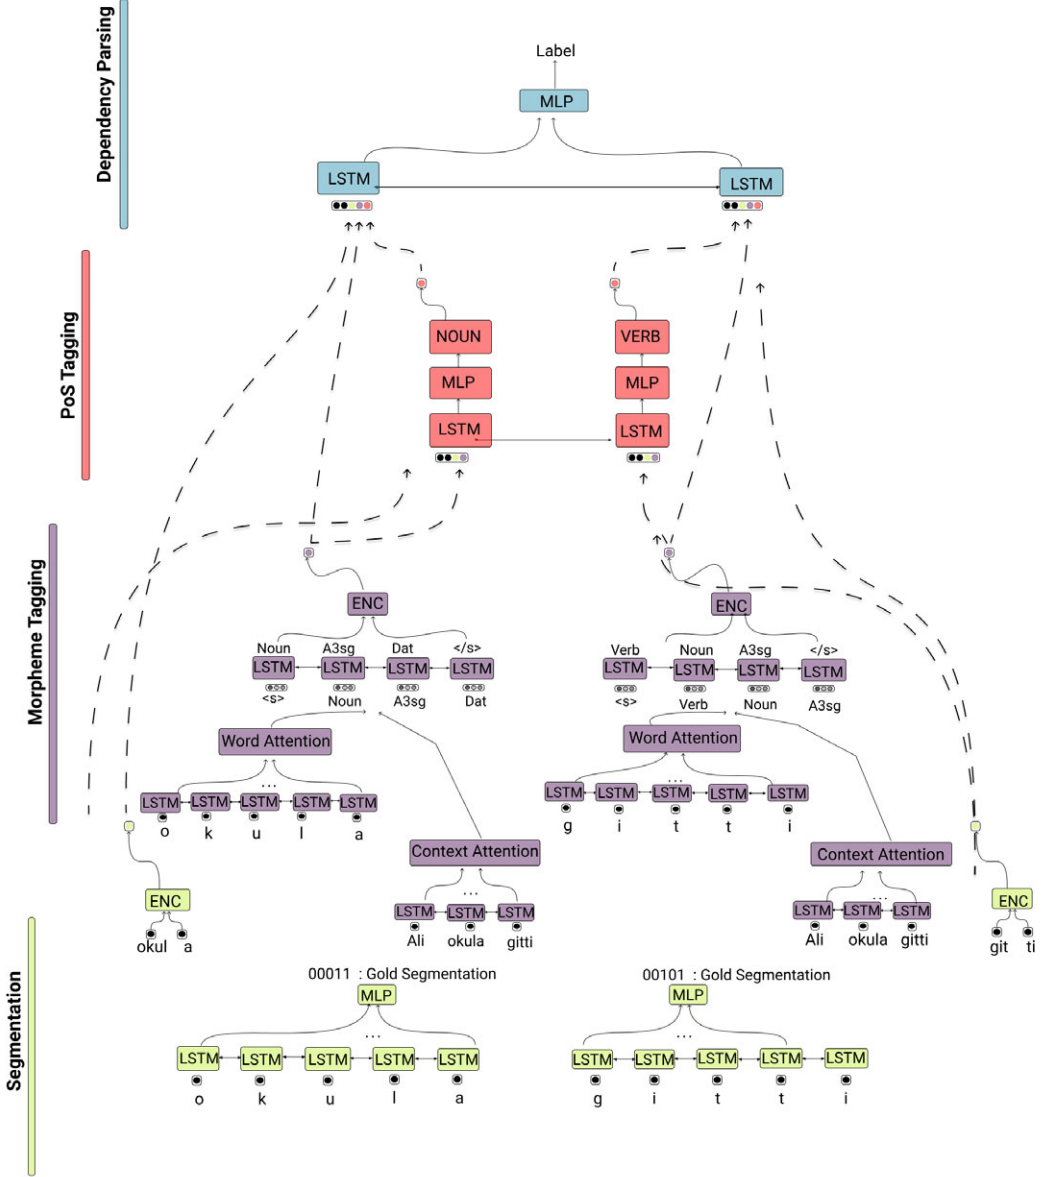 Dependency Parsing
Label
MLP
LSTM
LSTM
PoS Tagging
NOUN
VERB
MLP
MLP
LSTM
LSTM
Morpheme Tagging
ENC
ENC
Noun A3sg Dat </s>
LSTM LSTM LSTM LSTM
<s> Noun A3sg Dat
Verb Noun A3sg </s>
LSTM LSTM LSTM LSTM
<s> Verb Noun A3sg
Word Attention
Word Attention
...
LSTM LSTM LSTM LSTM LSTM
o k u l a
...
LSTM LSTM LSTM LSTM LSTM
g i t t i
Context Attention
Context Attention
...
LSTM LSTM LSTM
Ali okula gitti
...
LSTM LSTM LSTM
Ali okula gitti
ENC
okul a
ENC
git ti
Segmentation
00011 : Gold Segmentation
MLP
...
LSTM LSTM LSTM LSTM LSTM
o k u l a
00101 : Gold Segmentation
MLP
...
LSTM LSTM LSTM LSTM LSTM
g i t t i